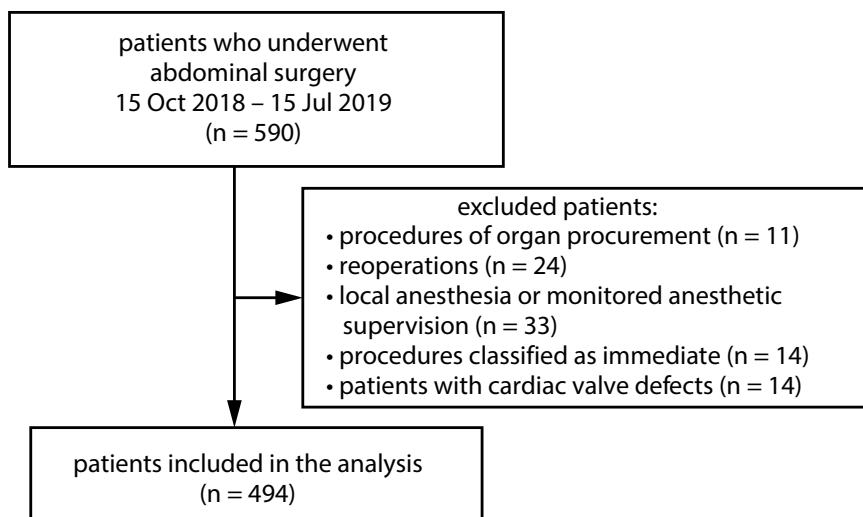 patients who underwent
abdominal surgery
15 Oct 2018 – 15 Jul 2019
(n = 590)
excluded patients:
• procedures of organ procurement (n = 11)
• reoperations (n = 24)
• local anesthesia or monitored anesthetic
supervision (n = 33)
• procedures classified as immediate (n = 14)
• patients with cardiac valve defects (n = 14)
patients included in the analysis
(n = 494)